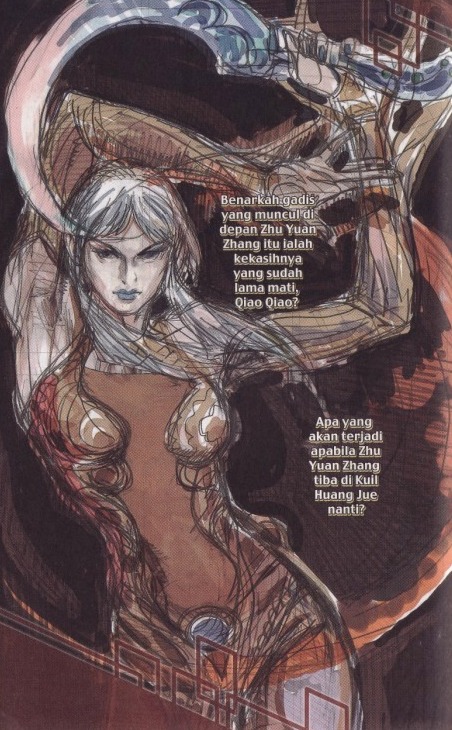 Benarkah gadis
yang muncul di
depan Zhu Yuan
Zhang itu ialah
kekasihnya
yang sudah
lama mati,
Qiao Qiao?
Apa yang
akan terjadi
apabila Zhu
Yuan Zhang
tiba di Kuil
Huang Jue
nanti?